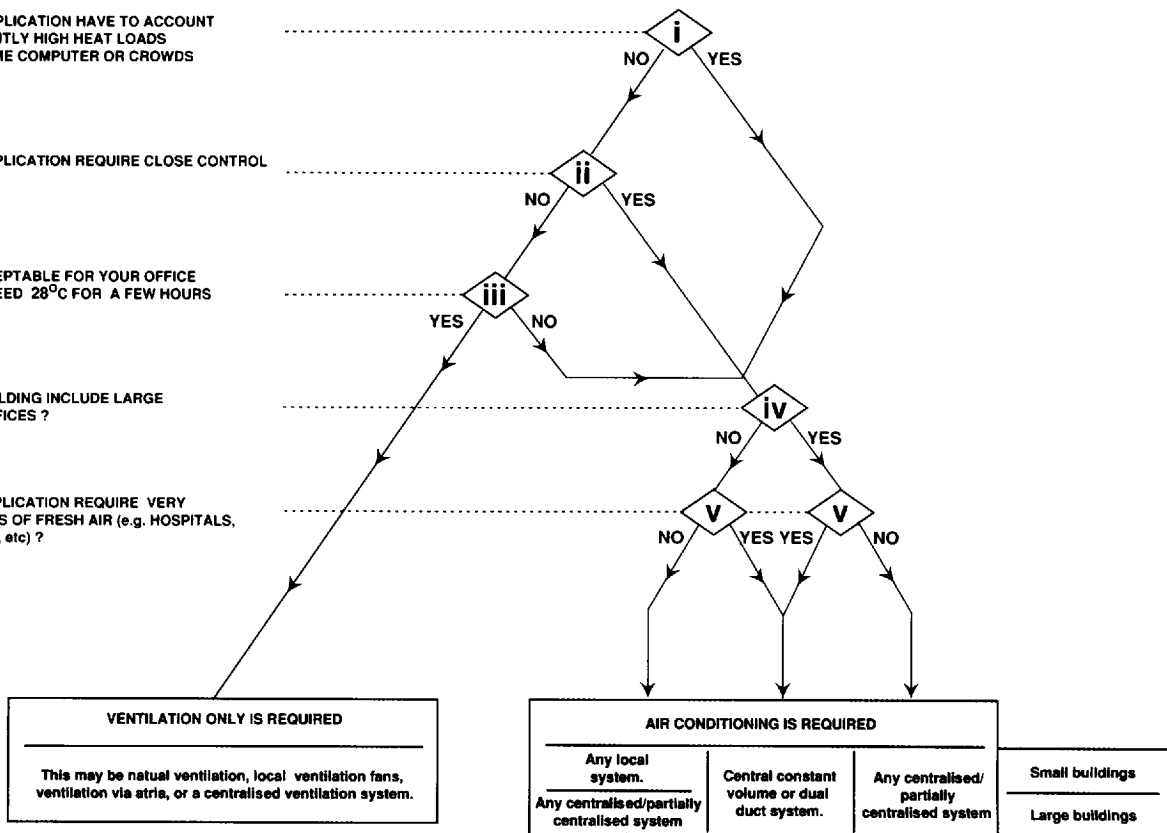 PLICATION HAVE TO ACCOUNT
NTLY HIGH HEAT LOADS
ME COMPUTER OR CROWDS
i
NO YES
PLICATION REQUIRE CLOSE CONTROL
ii
NO YES
EPTABLE FOR YOUR OFFICE
EED 28°C FOR A FEW HOURS
iii
YES NO
ILDING INCLUDE LARGE
FICES ?
iv
NO YES
PLICATION REQUIRE VERY
S OF FRESH AIR (e.g. HOSPITALS,
, etc) ?
v v
NO YES YES NO
VENTILATION ONLY IS REQUIRED
This may be natual ventilation, local ventilation fans,
ventilation via atria, or a centralised ventilation system.
AIR CONDITIONING IS REQUIRED
Any local
system.
Any centralised/partially
centralised system
Central constant
volume or dual
duct system.
Any centralised/
partially
centralised system
Small buildings
Large buildings